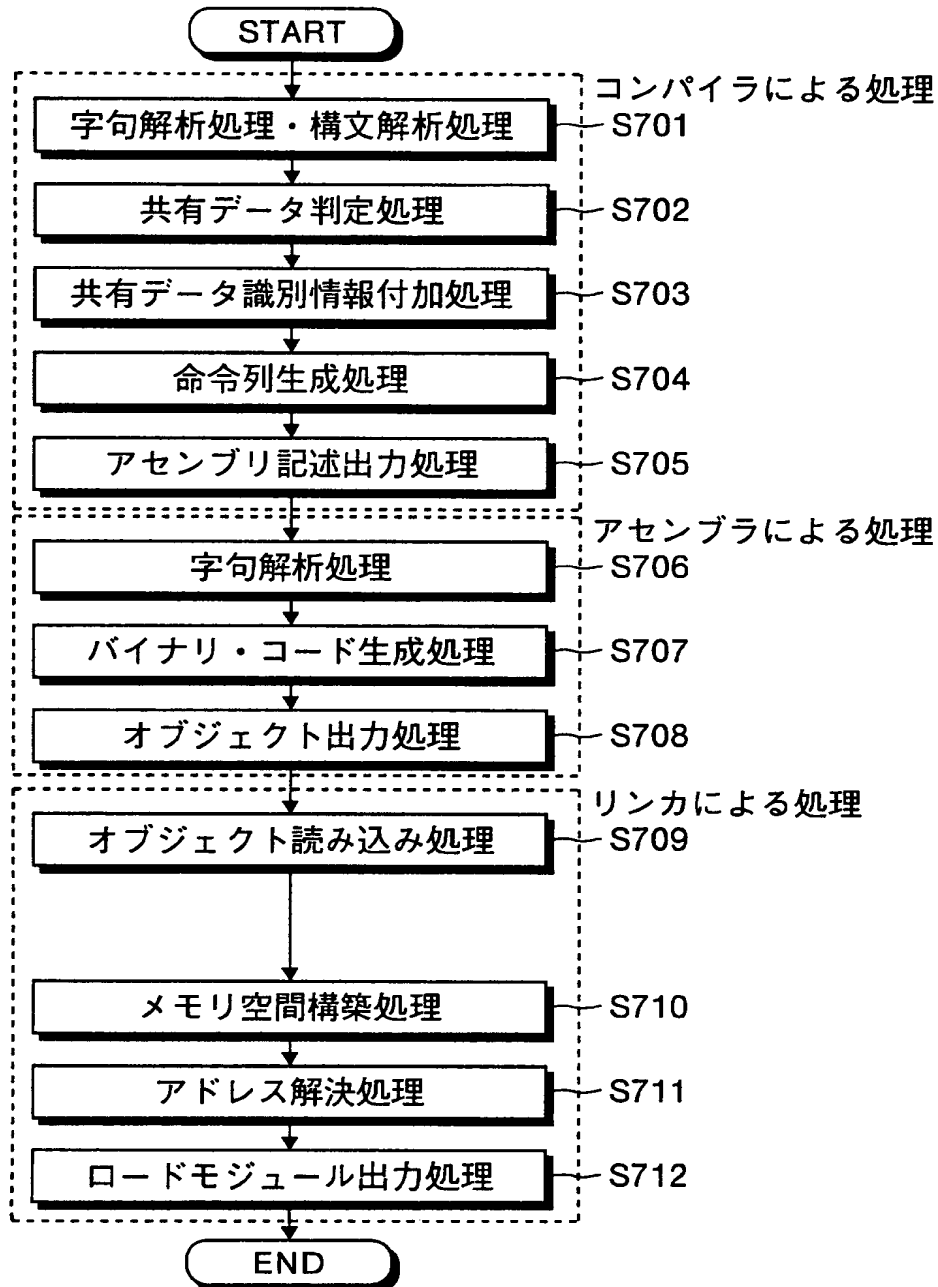 START
コンパイラによる処理
字句解析処理・構文解析処理 S701
共有データ判定処理 S702
共有データ識別情報付加処理 S703
命令列生成処理 S704
アセンブリ記述出力処理 S705
アセンブラによる処理
字句解析処理 S706
バイナリ・コード生成処理 S707
オブジェクト出力処理 S708
リンカによる処理
オブジェクト読み込み処理 S709
メモリ空間構築処理 S710
アドレス解決処理 S711
ロードモジュール出力処理 S712
END